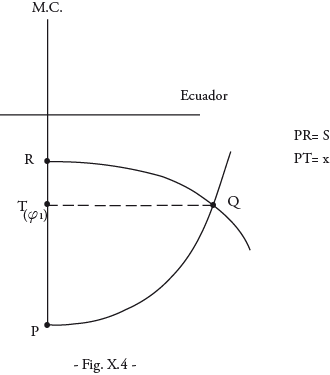 M.C.
Ecuador
PR= S
R
PT= x
T
Q
(φ1)
P
- Fig. X.4 -